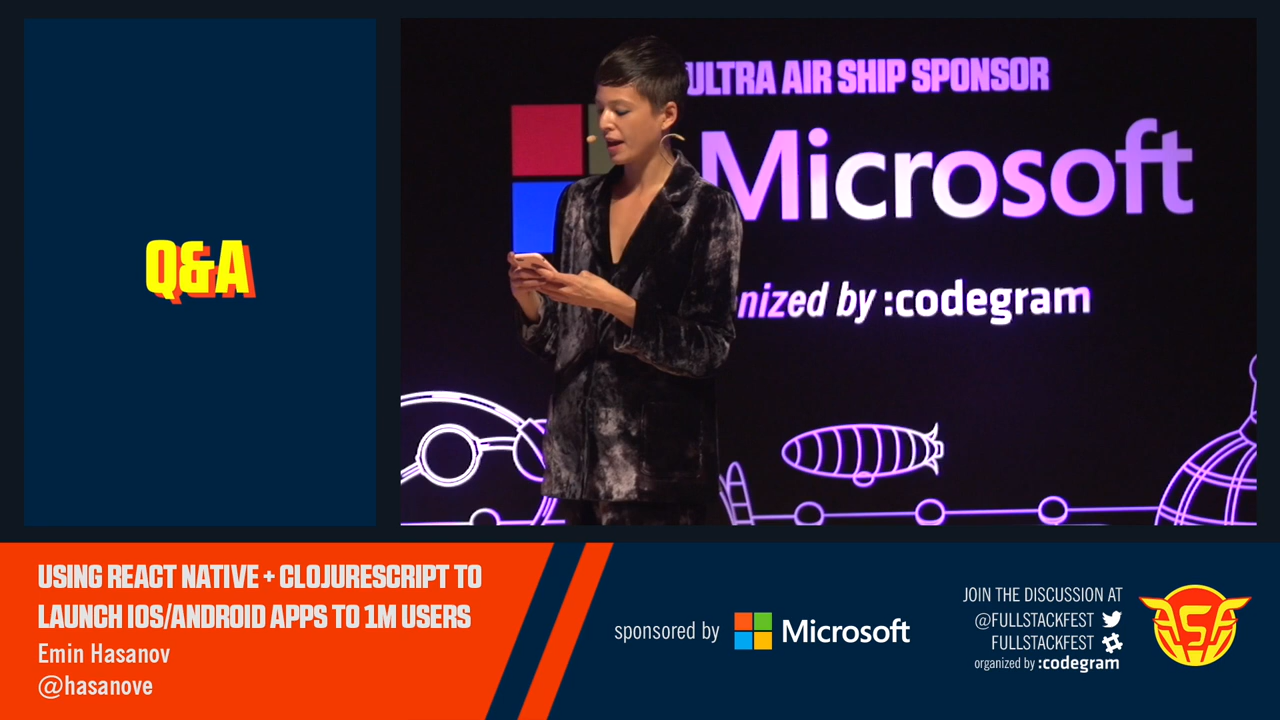 Q&A
ULTRA AIR SHIP SPONSOR
Microsoft
nized by :codegram
USING REACT NATIVE + CLOJURESCRIPT TO
LAUNCH IOS/ANDROID APPS TO 1M USERS
Emin Hasanov
@hasanove
sponsored by Microsoft
JOIN THE DISCUSSION AT
@FULLSTACKFEST
FULLSTACKFEST
organized by :codegram
FSF